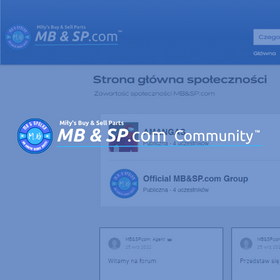 Mily's Buy & Sell Parts
MB & SP.com™
Czego
Główna
Strona główna społeczności
Zawartość społeczności MB&SP.com
Mily's Buy & Sell Parts
MB & SP.com Community™
Publiczna · 4 uczestników
Official MB&SP.com Group
Publiczna · 4 uczestników
MB&SP.com Agent
MB&SP.com
Witamy na forum
Przedstaw się